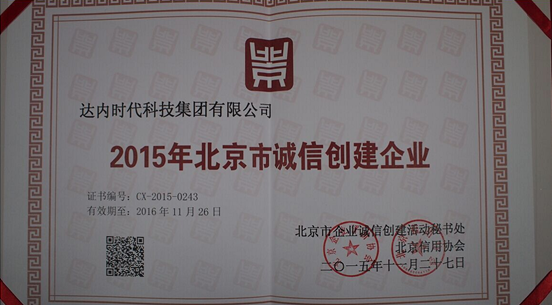 达内时代科技集团有限公司
2015年北京市诚信创建企业
证书编号：CX-2015-0243
有效期至：2016年11月26日
北京市企业诚信创建活动秘书处
北京信用协会
二〇一五年十一月二十七日